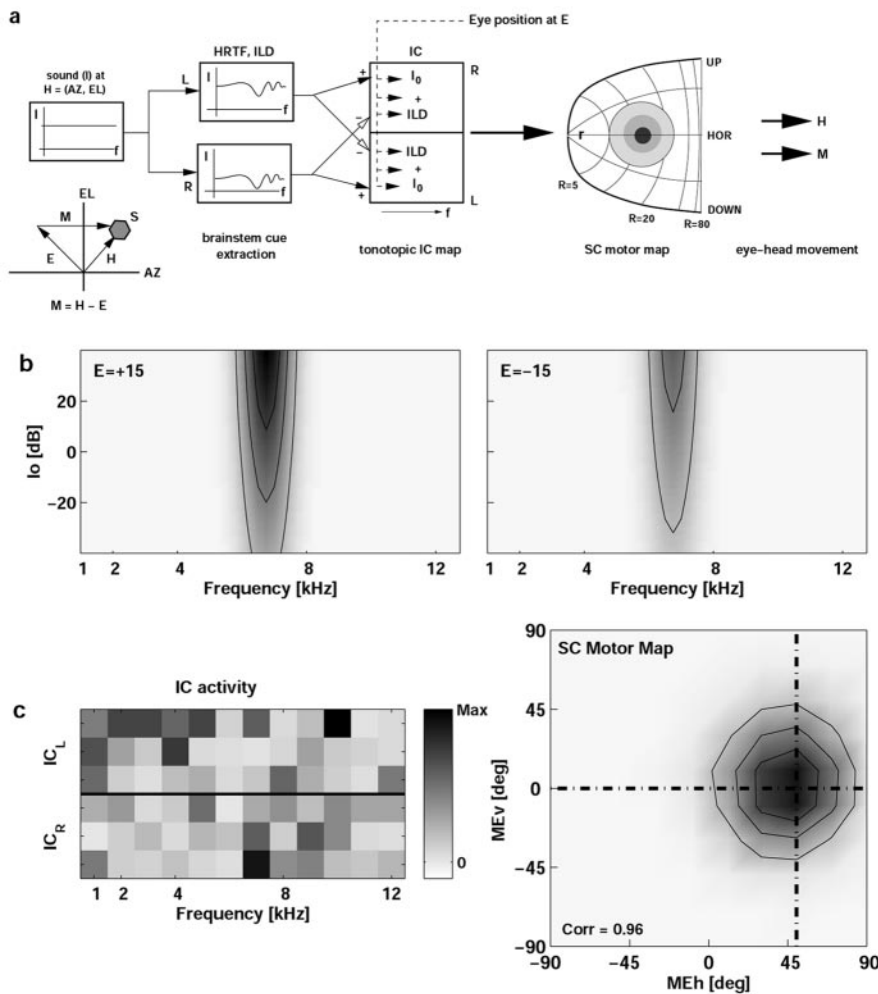 a
Eye position at E
HRTF, ILD
IC
sound (I) at
H = (AZ, EL)
L
I
f
I
f
R
I
f
+
I₀
+
–
ILD
R
–
ILD
+
+
I₀
L
f
UP
r
HOR
DOWN
R=5
R=20
R=80
H
M
brainstem cue
extraction
tonotopic IC map
SC motor map
eye–head movement
EL
M
S
E
H
AZ
M = H – E
b
E=+15
E=–15
Io [dB]
20
0
–20
1 2 4 8 12
Frequency [kHz]
1 2 4 8 12
Frequency [kHz]
c
IC activity
IC_L
IC_R
Max
0
1 2 4 8 12
Frequency [kHz]
SC Motor Map
MEv [deg]
90
45
0
–45
–90
Corr = 0.96
–90 –45 0 45 90
MEh [deg]